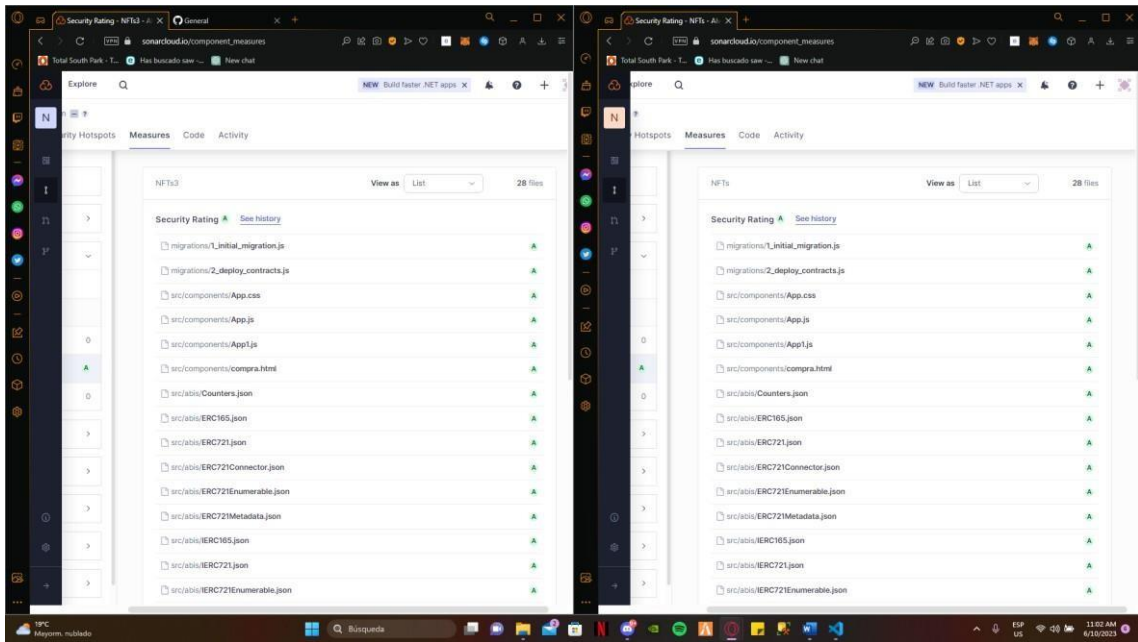 Security Rating - NFTs3 - Al
General
sonarcloud.io/component_measures
Total South Park - T...
Has buscado saw -...
New chat
Explore
NEW Build faster .NET apps
N
rity Hotspots Measures Code Activity
NFTs3 View as List 28 files
Security Rating A See history
migrations/1_initial_migration.js A
migrations/2_deploy_contracts.js A
src/components/App.css A
src/components/App.js A
0 src/components/App1.js A
A src/components/compra.html A
0 src/abis/Counters.json A
src/abis/ERC165.json A
src/abis/ERC721.json A
src/abis/ERC721Connector.json A
src/abis/ERC721Enumerable.json A
src/abis/ERC721Metadata.json A
src/abis/IERC165.json A
src/abis/IERC721.json A
src/abis/IERC721Enumerable.json A
Security Rating - NFTs - Al
VPN sonarcloud.io/component_measures
Total South Park - T...
Has buscado saw -...
New chat
xplore
NEW Build faster .NET apps
N
Hotspots Measures Code Activity
NFTs View as List 28 files
Security Rating A See history
migrations/1_initial_migration.js A
migrations/2_deploy_contracts.js A
src/components/App.css A
src/components/App.js A
0 src/components/App1.js A
A src/components/compra.html A
0 src/abis/Counters.json A
src/abis/ERC165.json A
src/abis/ERC721.json A
src/abis/ERC721Connector.json A
src/abis/ERC721Enumerable.json A
src/abis/ERC721Metadata.json A
src/abis/IERC165.json A
src/abis/IERC721.json A
src/abis/IERC721Enumerable.json A
19°C
Mayorm. nublado
Búsqueda
ESP
US
11:02 AM
6/10/2023